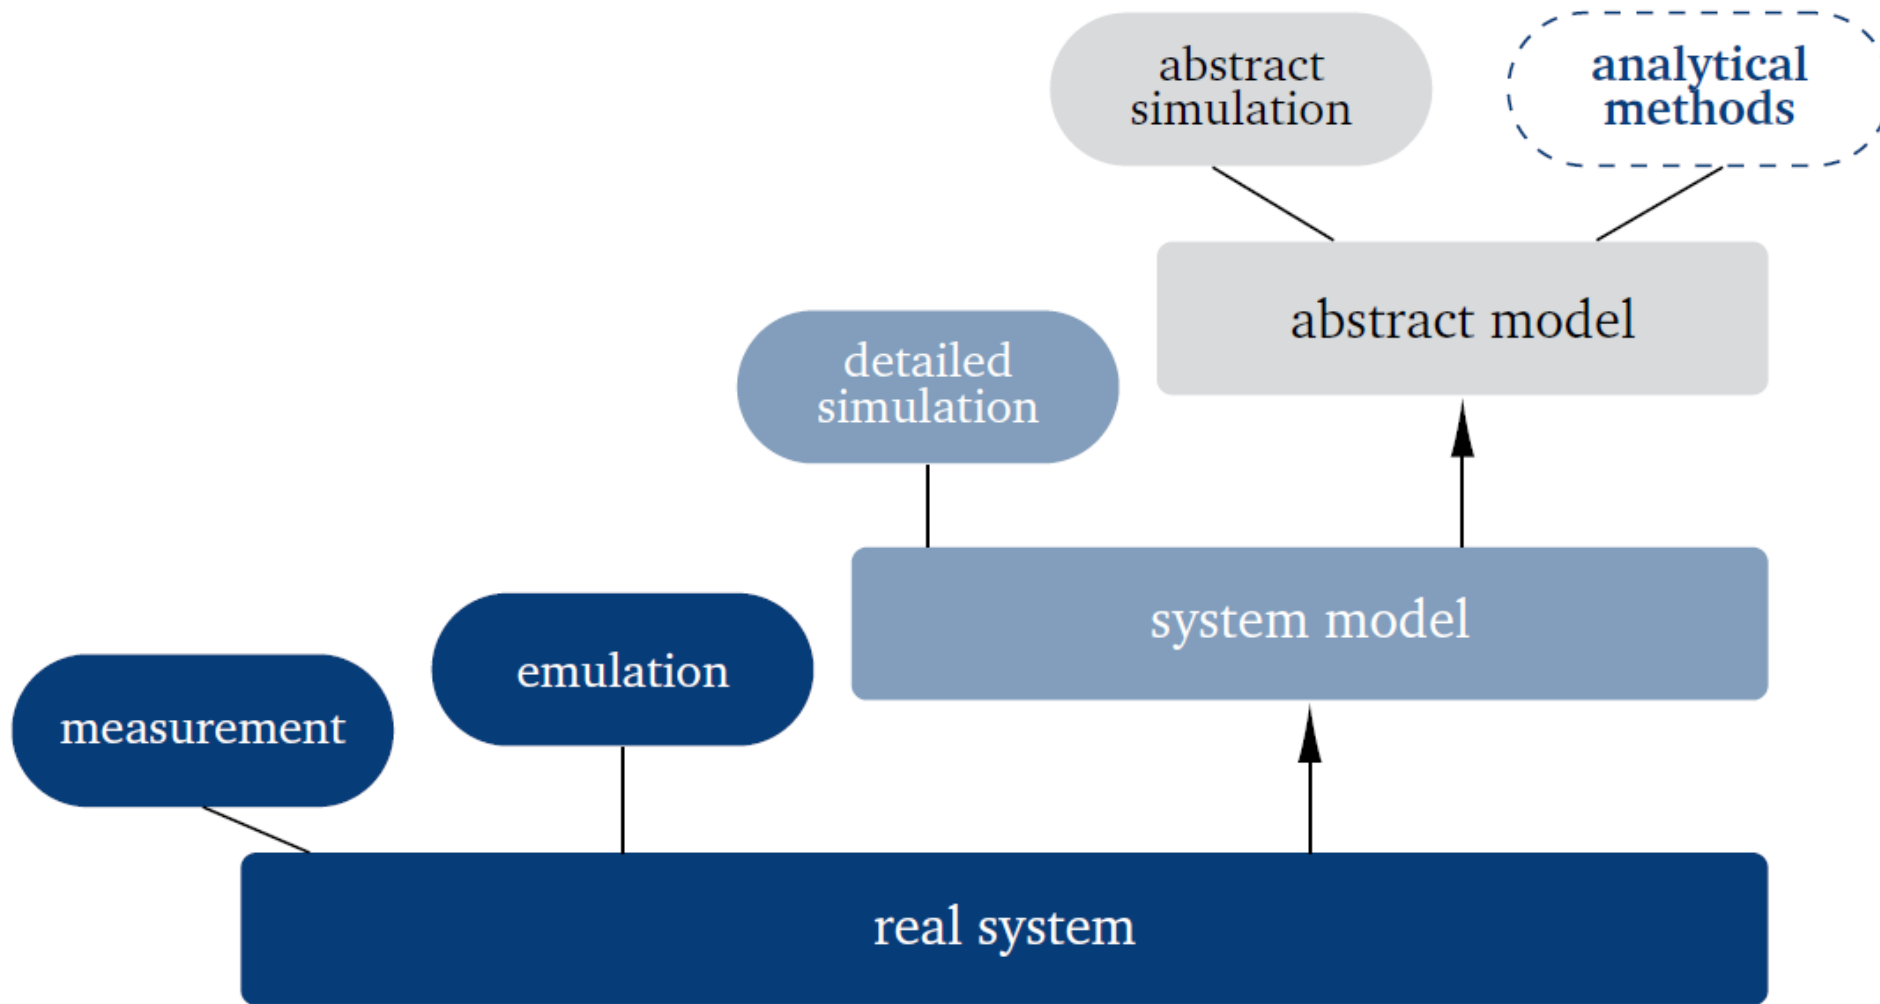 abstract
simulation
analytical
methods
abstract model
detailed
simulation
system model
emulation
measurement
real system